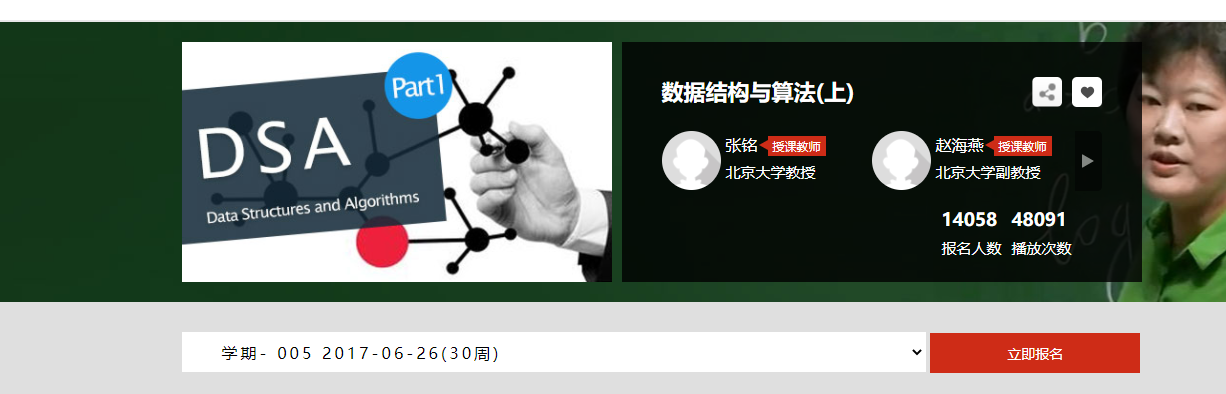 Part1
DSA
Data Structures and Algorithms
数据结构与算法(上)
张铭 授课教师
北京大学教授
赵海燕 授课教师
北京大学副教授
14058 48091
报名人数 播放次数
学期- 005 2017-06-26(30周)
立即报名